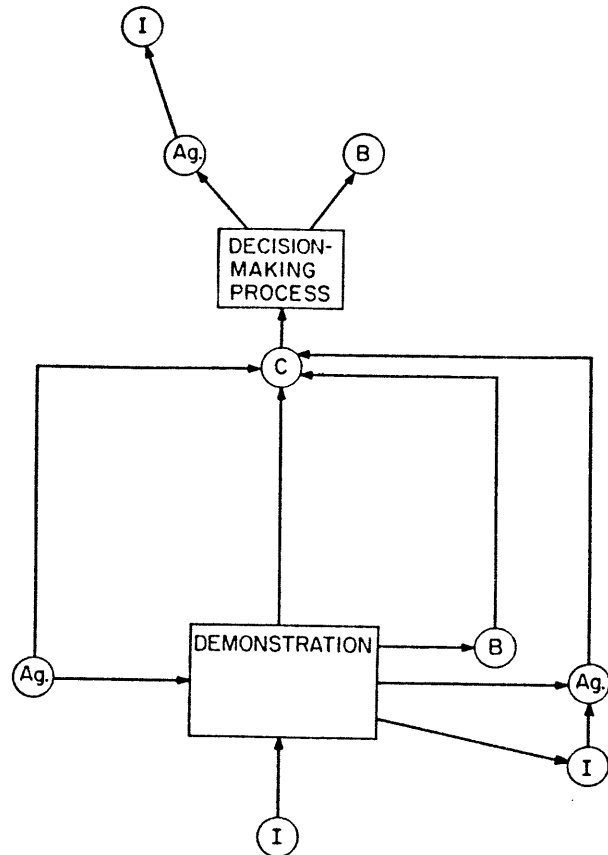 I
Ag.
B
DECISION-
MAKING
PROCESS
C
DEMONSTRATION
B
Ag.
Ag.
I
I